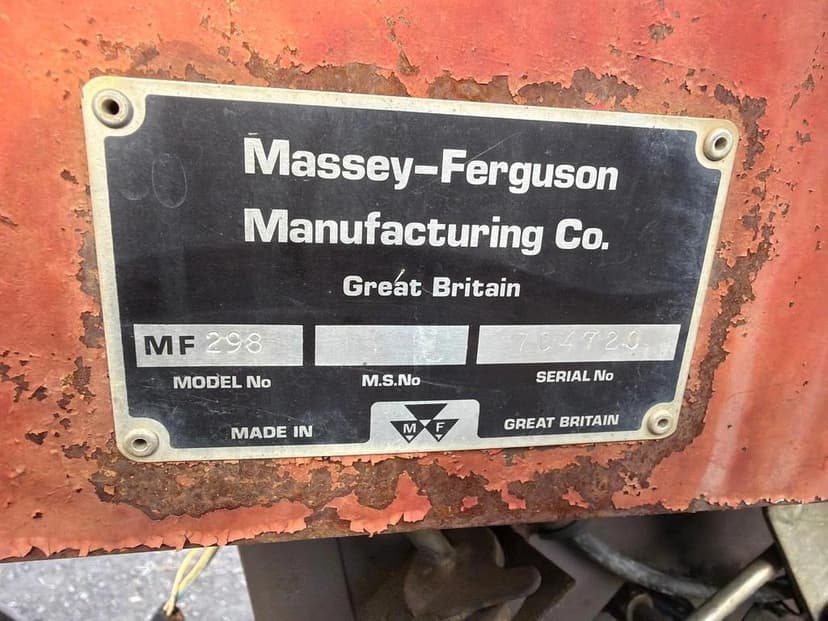 Massey-Ferguson
Manufacturing Co.
Great Britain
MF 298
MODEL No
M.S.No
SERIAL No
MADE IN
M F
GREAT BRITAIN